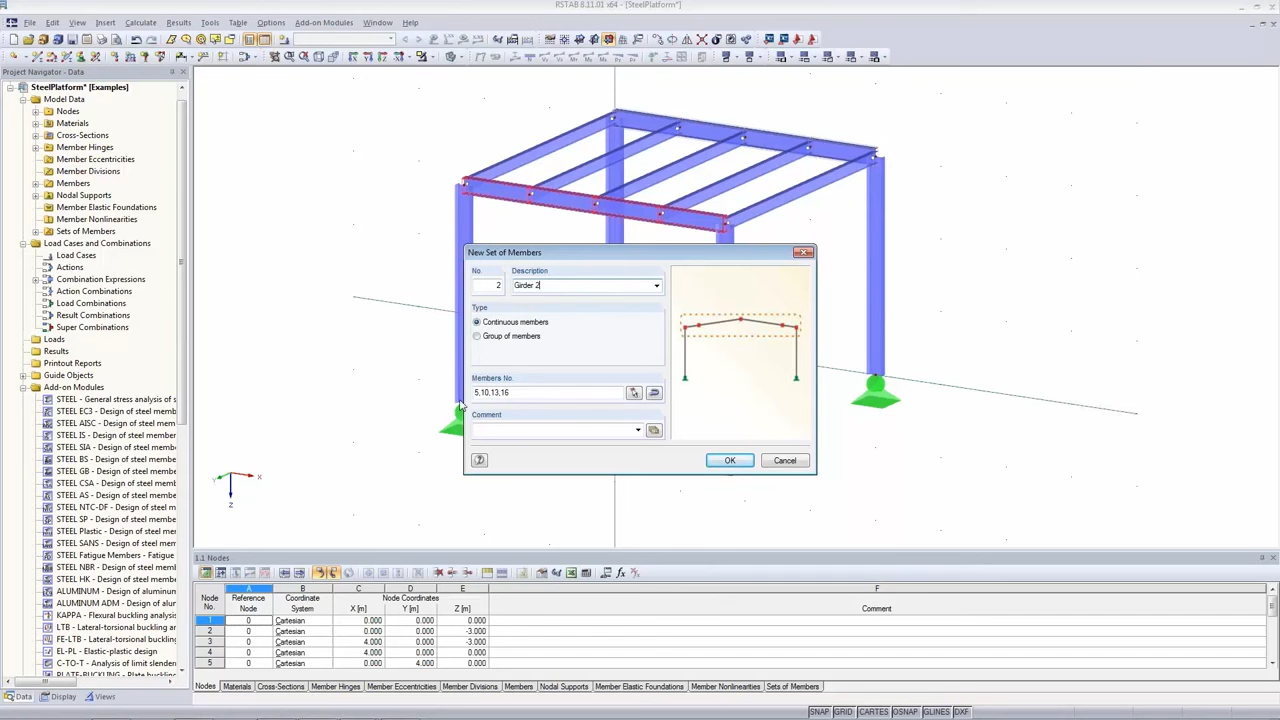 RSTAB 8.11.01 x64 - [SteelPlatform*]
File Edit View Insert Calculate Results Tools Table Options Add-on Modules Window Help
Project Navigator - Data
SteelPlatform* [Examples]
Model Data
Nodes
Materials
Cross-Sections
Member Hinges
Member Eccentricities
Member Divisions
Members
Nodal Supports
Member Elastic Foundations
Member Nonlinearities
Sets of Members
Load Cases and Combinations
Load Cases
Actions
Combination Expressions
Action Combinations
Load Combinations
Result Combinations
Super Combinations
Loads
Results
Printout Reports
Guide Objects
Add-on Modules
STEEL - General stress analysis of s
STEEL EC3 - Design of steel membe
STEEL AISC - Design of steel memb
STEEL IS - Design of steel member
STEEL SIA - Design of steel membe
STEEL BS - Design of steel membe
STEEL GB - Design of steel membe
STEEL CSA - Design of steel memb
STEEL AS - Design of steel membe
STEEL NTC-DF - Design of steel me
STEEL SP - Design of steel membe
STEEL Plastic - Design of steel mem
STEEL SANS - Design of steel mem
STEEL Fatigue Members - Fatigue
STEEL NBR - Design of steel memb
STEEL HK - Design of steel membe
ALUMINUM - Design of aluminum
ALUMINUM ADM - Design of alum
KAPPA - Flexural buckling analysis
LTB - Lateral-torsional buckling
FE-LTB - Lateral-torsional buckling
EL-PL - Elastic-plastic design
C-TO-T - Analysis of limit slendern
PLATE-BUCKLING - Plate buckling
Data Display Views
New Set of Members
No. Description
2 Girder 2
Type
Continuous members
Group of members
Members No.
5,10,13,16
Comment
OK Cancel
X
Y
Z
1.1 Nodes
A B C D E F
Node Reference Coordinate Node Coordinates
No. Node System X [m] Y [m] Z [m] Comment
1 0 Cartesian 0.000 0.000 0.000
2 0 Cartesian 0.000 0.000 -3.000
3 0 Cartesian 4.000 0.000 -3.000
4 0 Cartesian 4.000 0.000 0.000
5 0 Cartesian 0.000 4.000 0.000
Nodes Materials Cross-Sections Member Hinges Member Eccentricities Member Divisions Members Nodal Supports Member Elastic Foundations Member Nonlinearities Sets of Members
SNAP GRID CARTES OSNAP GLINES DXF